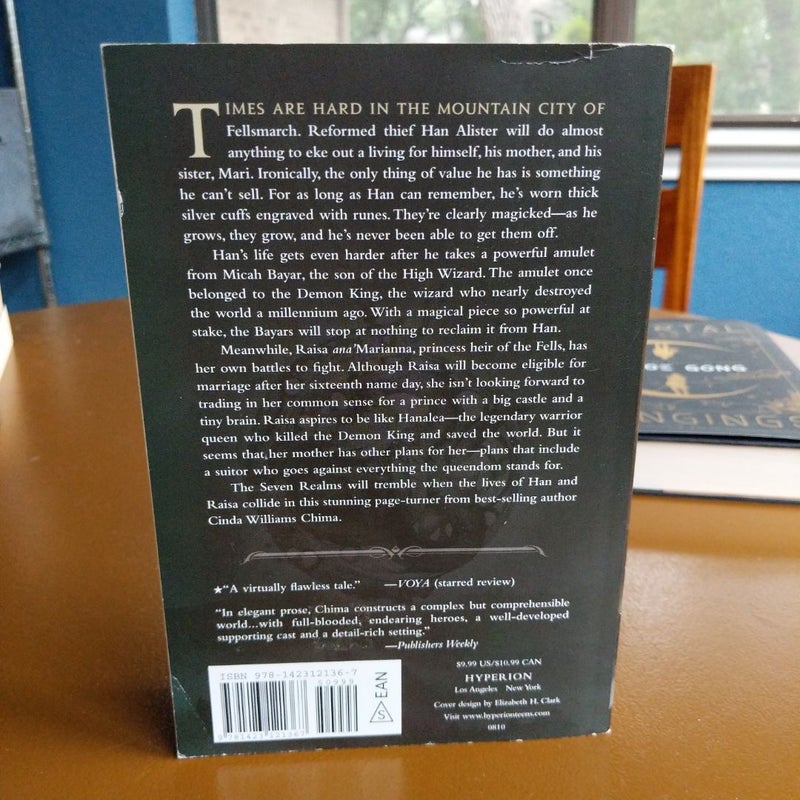 TIMES ARE HARD IN THE MOUNTAIN CITY OF
Fellsmarch. Reformed thief Han Alister will do almost
anything to eke out a living for himself, his mother, and his
sister, Mari. Ironically, the only thing of value he has is something
he can't sell. For as long as Han can remember, he's worn thick
silver cuffs engraved with runes. They're clearly magicked—as he
grows, they grow, and he's never been able to get them off.
Han's life gets even harder after he takes a powerful amulet
from Micah Bayar, the son of the High Wizard. The amulet once
belonged to the Demon King, the wizard who nearly destroyed
the world a millennium ago. With a magical piece so powerful at
stake, the Bayars will stop at nothing to reclaim it from Han.
Meanwhile, Raisa ana'Marianna, princess heir of the Fells, has
her own battles to fight. Although Raisa will become eligible for
marriage after her sixteenth name day, she isn't looking forward to
trading in her common sense for a prince with a big castle and a
tiny brain. Raisa aspires to be like Hanalea—the legendary warrior
queen who killed the Demon King and saved the world. But it
seems that her mother has other plans for her—plans that include
a suitor who goes against everything the queendom stands for.
The Seven Realms will tremble when the lives of Han and
Raisa collide in this stunning page-turner from best-selling author
Cinda Williams Chima.
★"A virtually flawless tale." —VOYA (starred review)
"In elegant prose, Chima constructs a complex but comprehensible
world...with full-blooded, endearing heroes, a well-developed
supporting cast and a detail-rich setting."
—Publishers Weekly
ISBN 978-142312136-7
50999
EAN
S
9781423121367
$9.99 US/$10.99 CAN
HYPERION
Los Angeles New York
Cover design by Elizabeth H. Clark
Visit www.hyperionteens.com
0810
GONG